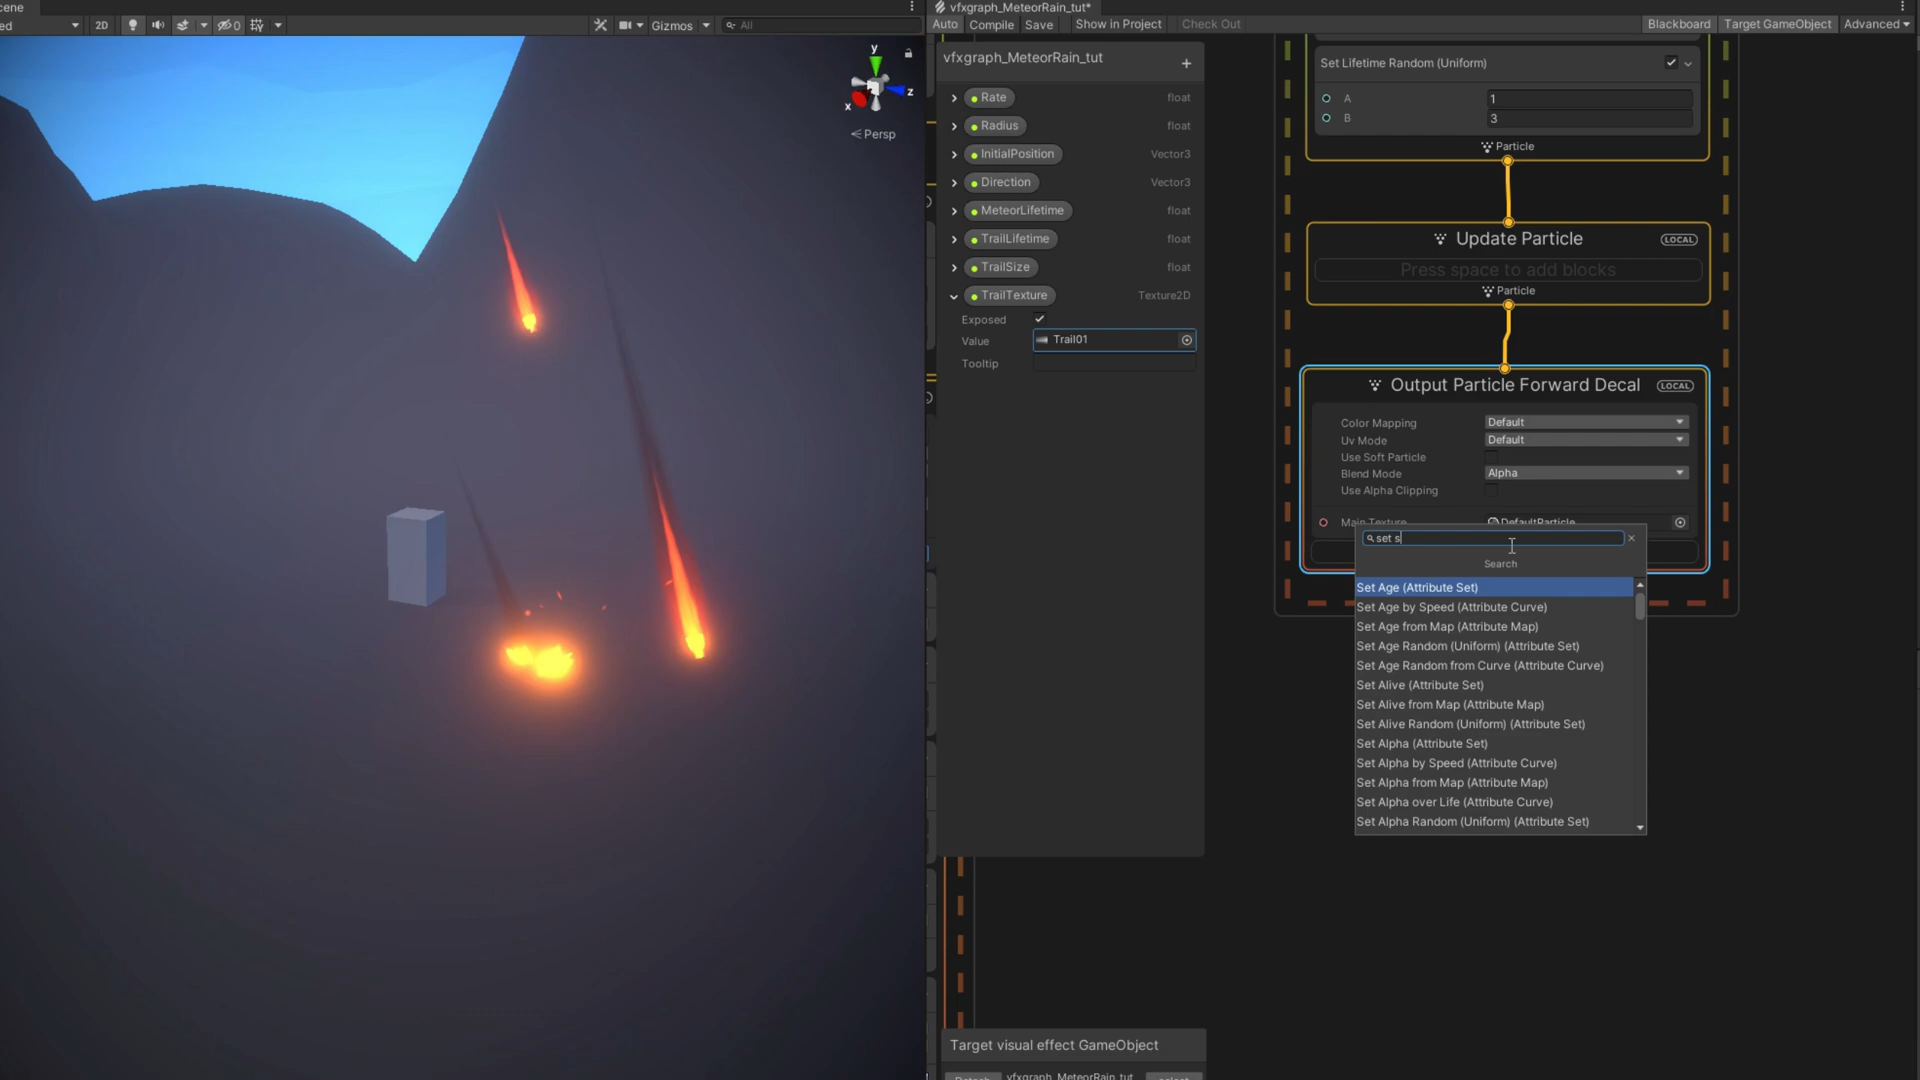 cene
ed
2D
0
Gizmos
All
y
x
z
Persp
vfxgraph_MeteorRain_tut*
Auto
Compile
Save
Show in Project
Check Out
Blackboard
Target GameObject
Advanced
vfxgraph_MeteorRain_tut
+
Rate float
Radius float
InitialPosition Vector3
Direction Vector3
MeteorLifetime float
TrailLifetime float
TrailSize float
TrailTexture Texture2D
Exposed
Value Trail01
Tooltip
Set Lifetime Random (Uniform)
A 1
B 3
Particle
Update Particle LOCAL
Press space to add blocks
Particle
Output Particle Forward Decal LOCAL
Color Mapping Default
Uv Mode Default
Use Soft Particle
Blend Mode Alpha
Use Alpha Clipping
Main Texture DefaultParticle
set s
Search
Set Age (Attribute Set)
Set Age by Speed (Attribute Curve)
Set Age from Map (Attribute Map)
Set Age Random (Uniform) (Attribute Set)
Set Age Random from Curve (Attribute Curve)
Set Alive (Attribute Set)
Set Alive from Map (Attribute Map)
Set Alive Random (Uniform) (Attribute Set)
Set Alpha (Attribute Set)
Set Alpha by Speed (Attribute Curve)
Set Alpha from Map (Attribute Map)
Set Alpha over Life (Attribute Curve)
Set Alpha Random (Uniform) (Attribute Set)
Target visual effect GameObject
vfxgraph_MeteorRain_tut
select